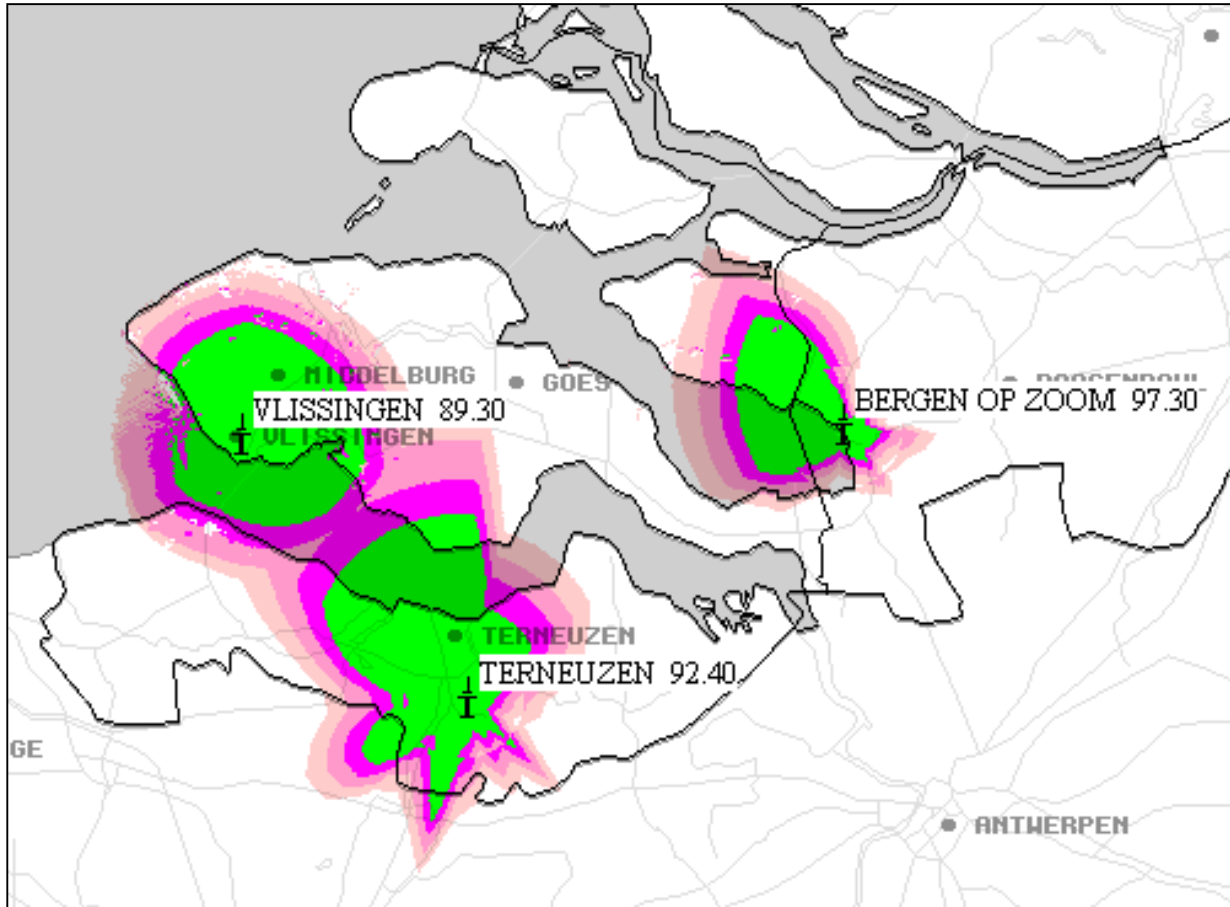 MIDDELBURG
GOES
VLISSINGEN 89.30
BERGEN OP ZOOM 97.30
VLISSINGEN
TERNEUZEN
TERNEUZEN 92.40
GE
ANTWERPEN